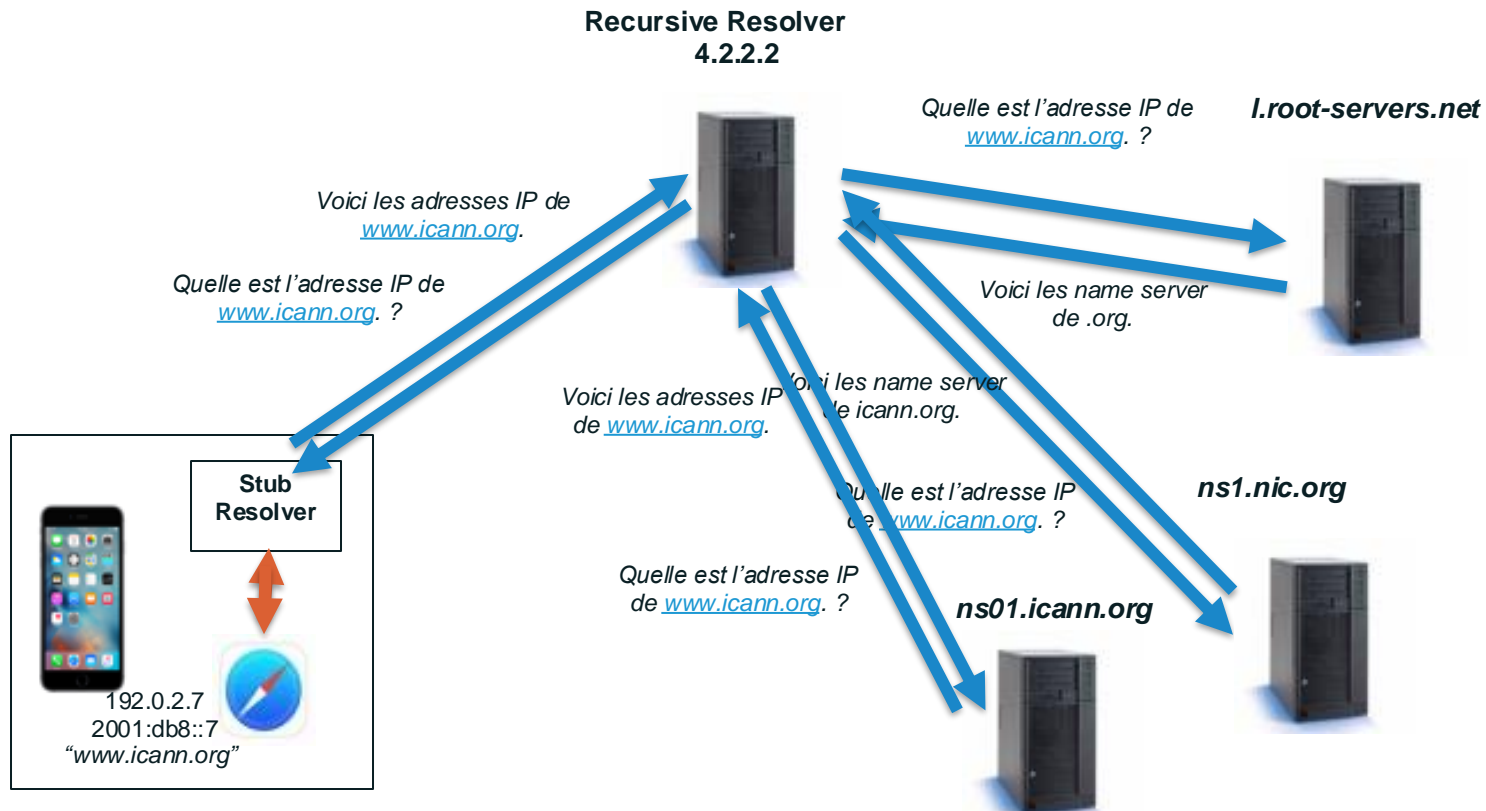 Recursive Resolver
4.2.2.2
Quelle est l’adresse IP de
www.icann.org. ?
l.root-servers.net
Voici les adresses IP de
www.icann.org.
Quelle est l’adresse IP de
www.icann.org. ?
Voici les name server
de .org.
Voici les adresses IP
de www.icann.org.
Voici les name server
de icann.org.
Stub
Resolver
Quelle est l’adresse IP
de www.icann.org. ?
ns1.nic.org
Quelle est l’adresse IP
de www.icann.org. ?
ns01.icann.org
192.0.2.7
2001:db8::7
“www.icann.org”